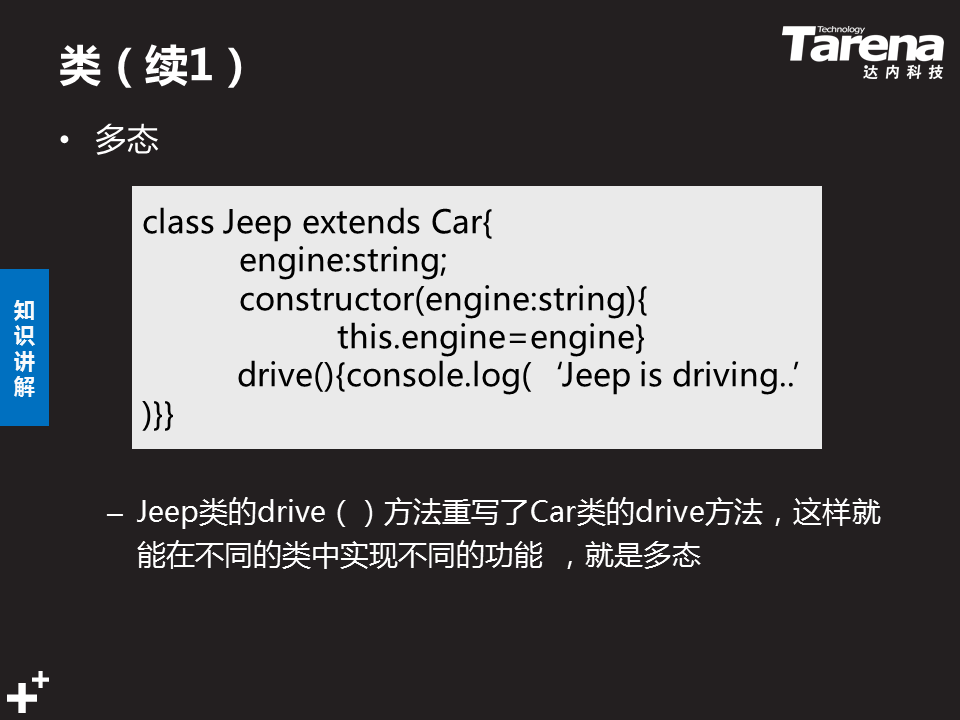 类（续1）
Technology
Tarena
达内科技
• 多态
class Jeep extends Car{
engine:string;
constructor(engine:string){
this.engine=engine}
drive(){console.log( ‘Jeep is driving..’
)}}
知
识
讲
解
– Jeep类的drive（）方法重写了Car类的drive方法，这样就
能在不同的类中实现不同的功能 ，就是多态